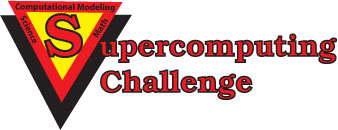 Computational Modeling
Science
Math
Supercomputing
Challenge